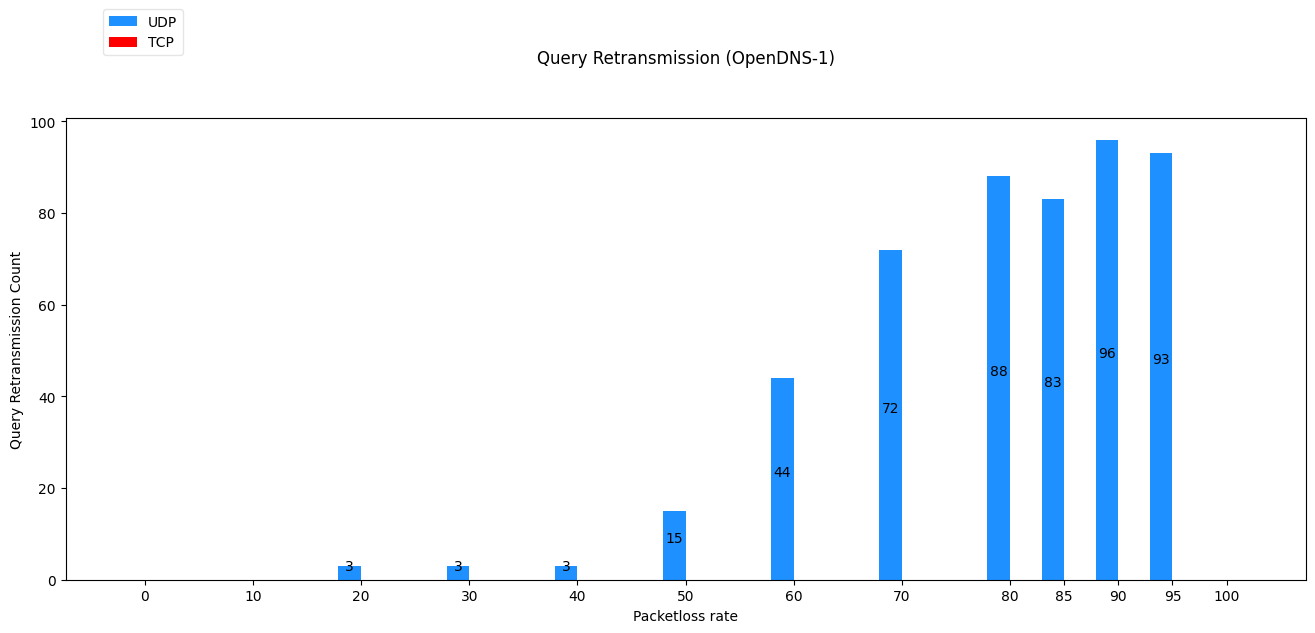 UDP
TCP
Query Retransmission (OpenDNS-1)
Query Retransmission Count
100
80
60
40
20
0
3
3
3
15
44
72
88
83
96
93
0 10 20 30 40 50 60 70 80 85 90 95 100
Packetloss rate